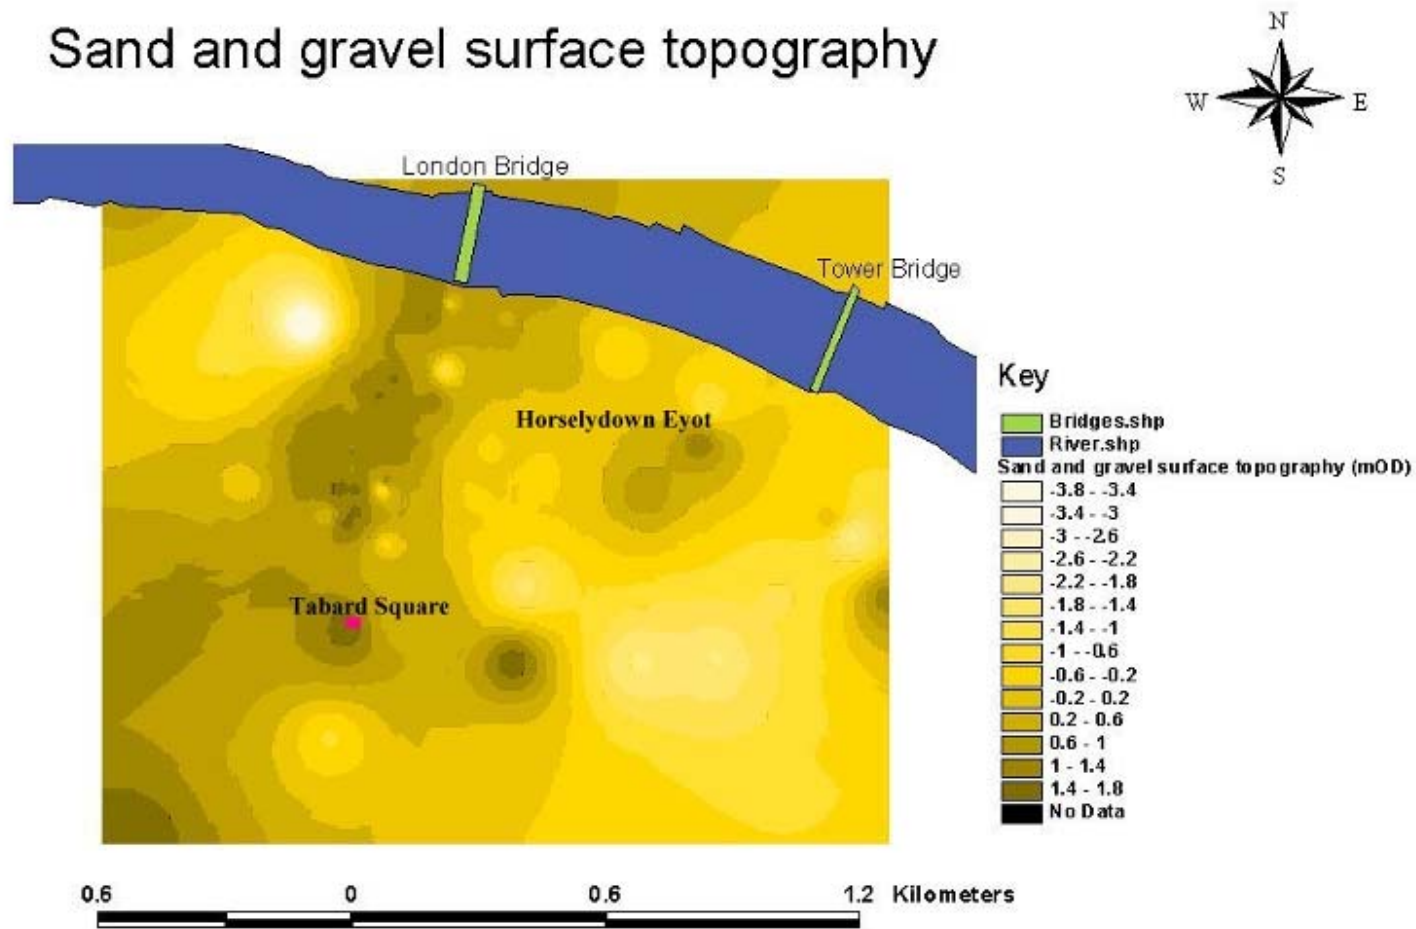 Sand and gravel surface topography
N
W
E
S
London Bridge
Tower Bridge
Horselydown Eyot
Tabard Square
Key
Bridges.shp
River.shp
Sand and gravel surface topography (mOD)
-3.8 - -3.4
-3.4 - -3
-3 - -2.6
-2.6 - -2.2
-2.2 - -1.8
-1.8 - -1.4
-1.4 - -1
-1 - -0.6
-0.6 - -0.2
-0.2 - 0.2
0.2 - 0.6
0.6 - 1
1 - 1.4
1.4 - 1.8
No Data
0.6 0 0.6 1.2 Kilometers